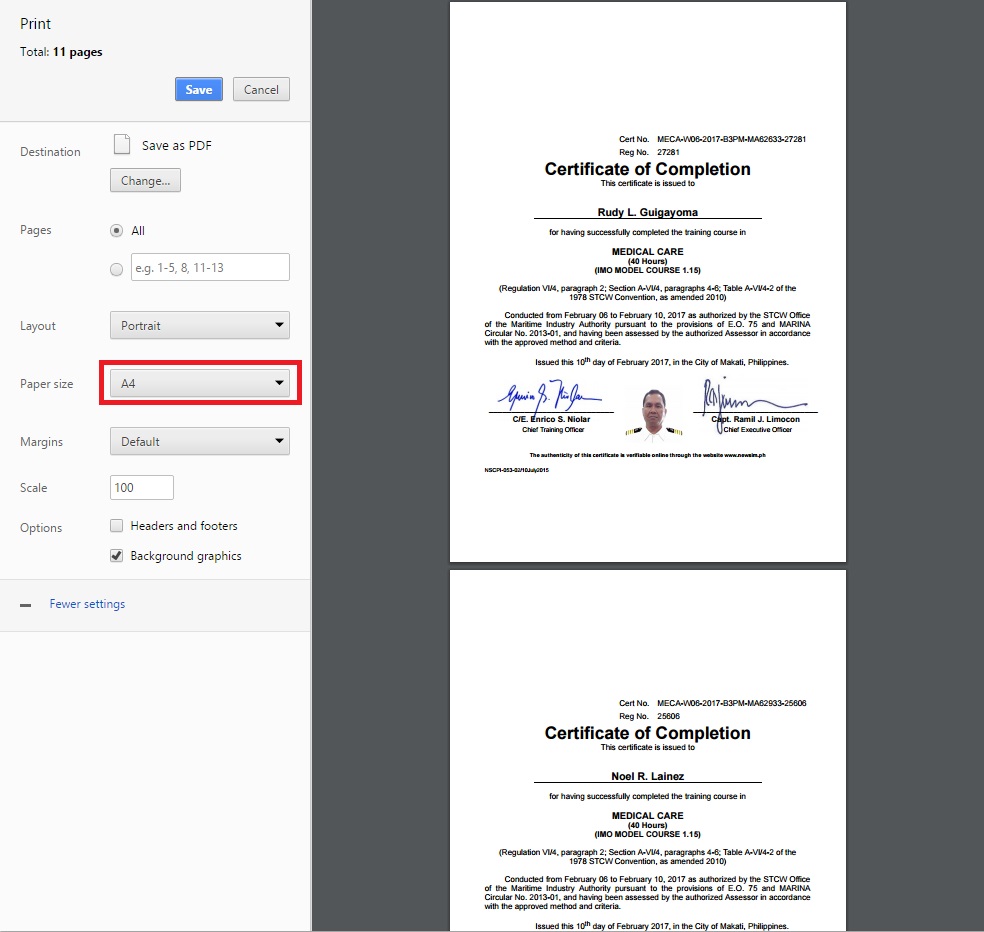 Print
Total: 11 pages
Save Cancel
Destination Save as PDF
Change...
Pages All
e.g. 1-5, 8, 11-13
Layout Portrait
Paper size A4
Margins Default
Scale 100
Options Headers and footers
Background graphics
Fewer settings
Cert No. MECA-W06-2017-B3PM-MA62633-27281
Reg No. 27281
Certificate of Completion
This certificate is issued to
Rudy L. Guigayoma
for having successfully completed the training course in
MEDICAL CARE
(40 Hours)
(IMO MODEL COURSE 1.15)
(Regulation VI/4, paragraph 2; Section A-VI/4, paragraphs 4-6; Table A-VI/4-2 of the
1978 STCW Convention, as amended 2010)
Conducted from February 06 to February 10, 2017 as authorized by the STCW Office
of the Maritime Industry Authority pursuant to the provisions of E.O. 75 and MARINA
Circular No. 2013-01, and having been assessed by the authorized Assessor in accordance
with the approved method and criteria.
Issued this 10th day of February 2017, in the City of Makati, Philippines.
C/E. Enrico S. Niolar Capt. Ramil J. Limocon
Chief Training Officer Chief Executive Officer
The authenticity of this certificate is verifiable online through the website www.newsim.ph
NSCPI-053-02/10July2015
Cert No. MECA-W06-2017-B3PM-MA62933-25606
Reg No. 25606
Certificate of Completion
This certificate is issued to
Noel R. Lainez
for having successfully completed the training course in
MEDICAL CARE
(40 Hours)
(IMO MODEL COURSE 1.15)
(Regulation VI/4, paragraph 2; Section A-VI/4, paragraphs 4-6; Table A-VI/4-2 of the
1978 STCW Convention, as amended 2010)
Conducted from February 06 to February 10, 2017 as authorized by the STCW Office
of the Maritime Industry Authority pursuant to the provisions of E.O. 75 and MARINA
Circular No. 2013-01, and having been assessed by the authorized Assessor in accordance
with the approved method and criteria.
Issued this 10th day of February 2017, in the City of Makati, Philippines.